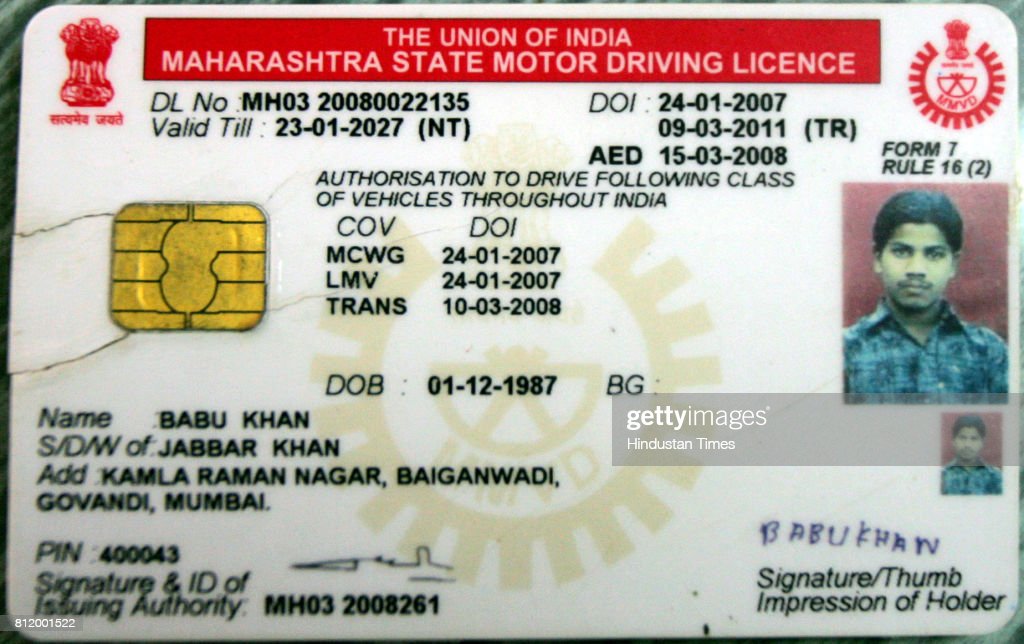 THE UNION OF INDIA
MAHARASHTRA STATE MOTOR DRIVING LICENCE
सत्यमेव जयते
MMVD
DL No : MH03 20080022135 DOI : 24-01-2007
Valid Till : 23-01-2027 (NT) 09-03-2011 (TR)
AED 15-03-2008
FORM 7
RULE 16 (2)
AUTHORISATION TO DRIVE FOLLOWING CLASS
OF VEHICLES THROUGHOUT INDIA
COV DOI
MCWG 24-01-2007
LMV 24-01-2007
TRANS 10-03-2008
DOB : 01-12-1987 BG :
Name : BABU KHAN
S/D/W of : JABBAR KHAN
Add : KAMLA RAMAN NAGAR, BAIGANWADI,
GOVANDI, MUMBAI.
MMVD
gettyimages
Hindustan Times
PIN : 400043
BABU KHAN
Signature & ID of
Issuing Authority: MH03 2008261
Signature/Thumb
Impression of Holder
812001522